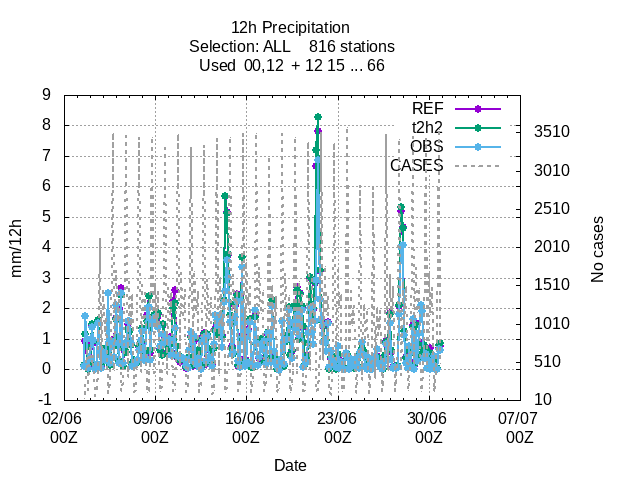 12h Precipitation
Selection: ALL    816 stations
Used  00,12  + 12 15 ... 66
REF
t2h2
OBS
CASES
9
8
7
6
5
4
3
2
1
0
-1
mm/12h
3510
3010
2510
2010
1510
1010
510
10
No cases
02/06 09/06 16/06 23/06 30/06 07/07
00Z 00Z 00Z 00Z 00Z 00Z
Date